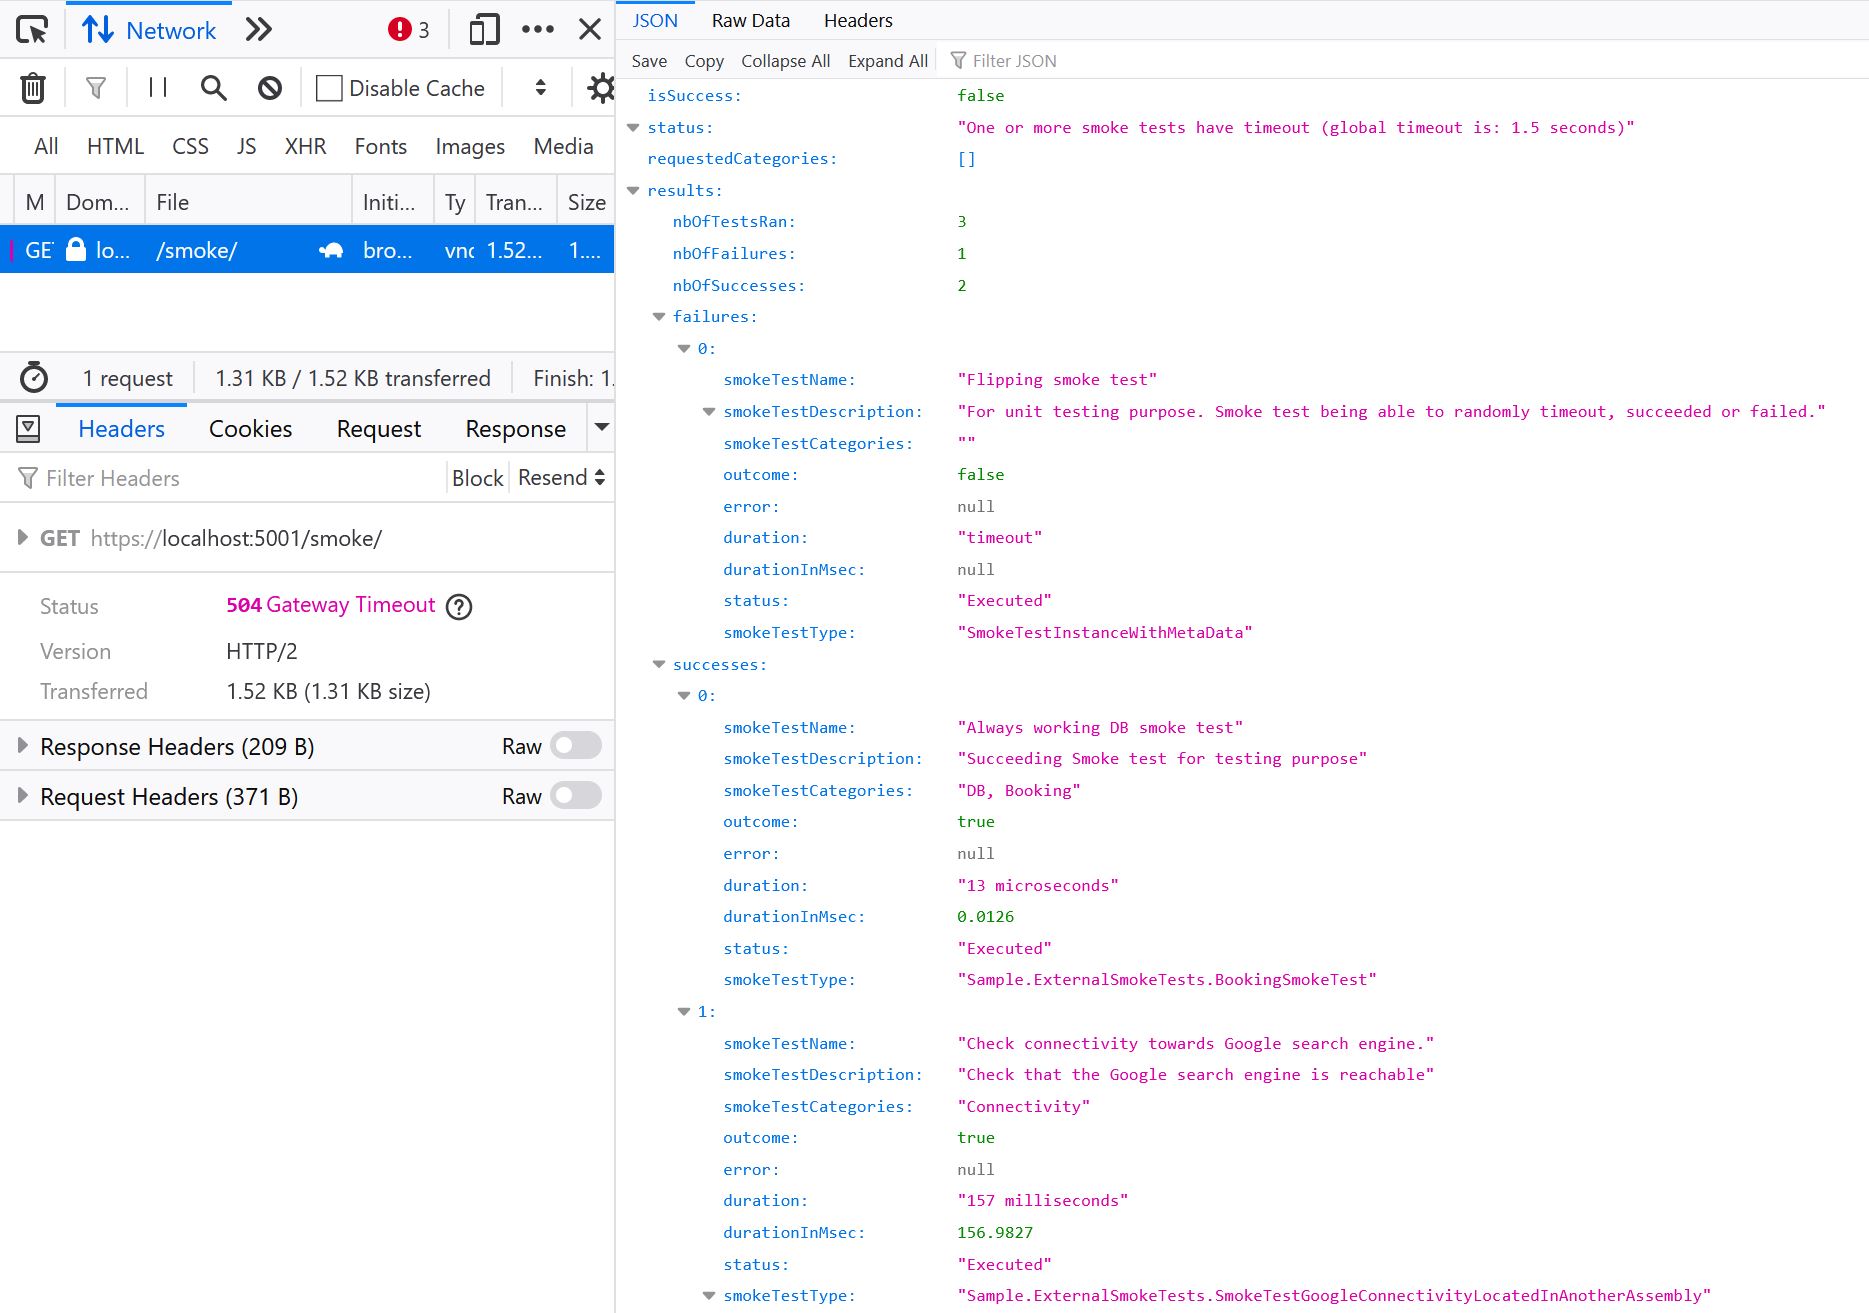 Network
3
Disable Cache
All HTML CSS JS XHR Fonts Images Media
M Dom... File Initi... Ty Tran... Size
GE lo... /smoke/ bro... vnc 1.52... 1....
1 request 1.31 KB / 1.52 KB transferred Finish: 1.
Headers Cookies Request Response
Filter Headers Block Resend
GET https://localhost:5001/smoke/
Status 504 Gateway Timeout
Version HTTP/2
Transferred 1.52 KB (1.31 KB size)
Response Headers (209 B) Raw
Request Headers (371 B) Raw
JSON Raw Data Headers
Save Copy Collapse All Expand All Filter JSON
isSuccess: false
status: "One or more smoke tests have timeout (global timeout is: 1.5 seconds)"
requestedCategories: []
results:
nbOfTestsRan: 3
nbOfFailures: 1
nbOfSuccesses: 2
failures:
0:
smokeTestName: "Flipping smoke test"
smokeTestDescription: "For unit testing purpose. Smoke test being able to randomly timeout, succeeded or failed."
smokeTestCategories: ""
outcome: false
error: null
duration: "timeout"
durationInMsec: null
status: "Executed"
smokeTestType: "SmokeTestInstanceWithMetaData"
successes:
0:
smokeTestName: "Always working DB smoke test"
smokeTestDescription: "Succeeding Smoke test for testing purpose"
smokeTestCategories: "DB, Booking"
outcome: true
error: null
duration: "13 microseconds"
durationInMsec: 0.0126
status: "Executed"
smokeTestType: "Sample.ExternalSmokeTests.BookingSmokeTest"
1:
smokeTestName: "Check connectivity towards Google search engine."
smokeTestDescription: "Check that the Google search engine is reachable"
smokeTestCategories: "Connectivity"
outcome: true
error: null
duration: "157 milliseconds"
durationInMsec: 156.9827
status: "Executed"
smokeTestType: "Sample.ExternalSmokeTests.SmokeTestGoogleConnectivityLocatedInAnotherAssembly"